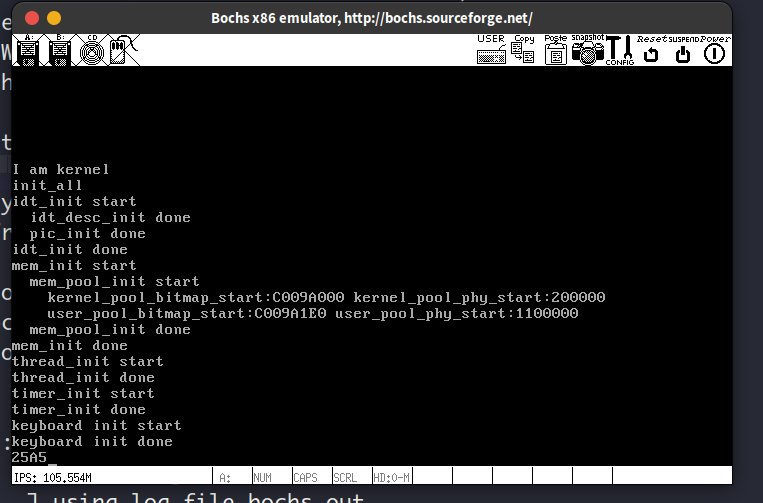 Bochs x86 emulator, http://bochs.sourceforge.net/
A: B: CD USER Copy Paste snapshot CONFIG Reset SUSPEND Power
I am kernel
init_all
idt_init start
idt_desc_init done
pic_init done
idt_init done
mem_init start
mem_pool_init start
kernel_pool_bitmap_start:C009A000 kernel_pool_phy_start:200000
user_pool_bitmap_start:C009A1E0 user_pool_phy_start:1100000
mem_pool_init done
mem_init done
thread_init start
thread_init done
timer_init start
timer_init done
keyboard init start
keyboard init done
25A5_
IPS: 105.554M A: NUM CAPS SCRL HD:0-M
] using log file bochs.out